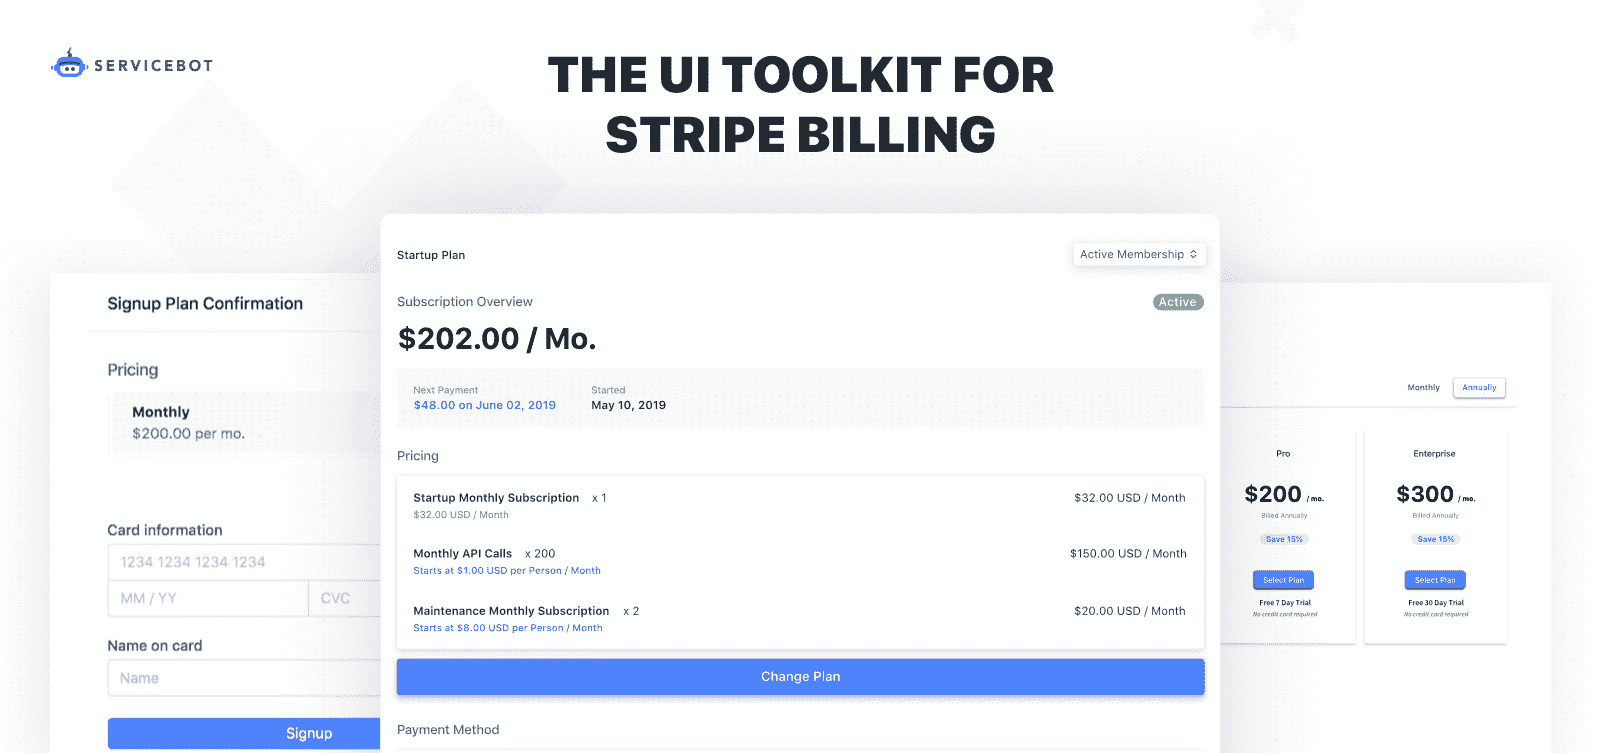 SERVICEBOT
THE UI TOOLKIT FOR
STRIPE BILLING
Signup Plan Confirmation
Pricing
Monthly
$200.00 per mo.
Card information
1234 1234 1234 1234
MM / YY CVC
Name on card
Name
Signup
Startup Plan Active Membership
Subscription Overview Active
$202.00 / Mo.
Next Payment Started
$48.00 on June 02, 2019 May 10, 2019
Pricing
Startup Monthly Subscription x 1 $32.00 USD / Month
$32.00 USD / Month
Monthly API Calls x 200 $150.00 USD / Month
Starts at $1.00 USD per Person / Month
Maintenance Monthly Subscription x 2 $20.00 USD / Month
Starts at $8.00 USD per Person / Month
Change Plan
Payment Method
Monthly Annually
Pro Enterprise
$200 / mo. $300 / mo.
Billed Annually Billed Annually
Save 15% Save 15%
Select Plan Select Plan
Free 7 Day Trial Free 30 Day Trial
No credit card required No credit card required